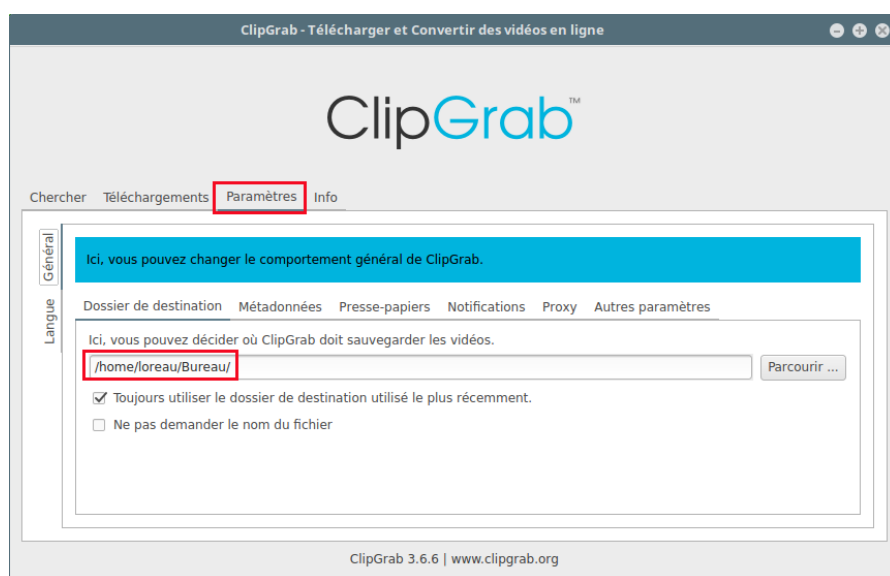 ClipGrab - Télécharger et Convertir des vidéos en ligne
ClipGrab™
Chercher Téléchargements Paramètres Info
Général
Langue
Ici, vous pouvez changer le comportement général de ClipGrab.
Dossier de destination Métadonnées Presse-papiers Notifications Proxy Autres paramètres
Ici, vous pouvez décider où ClipGrab doit sauvegarder les vidéos.
/home/loreau/Bureau/ Parcourir ...
Toujours utiliser le dossier de destination utilisé le plus récemment.
Ne pas demander le nom du fichier
ClipGrab 3.6.6 | www.clipgrab.org